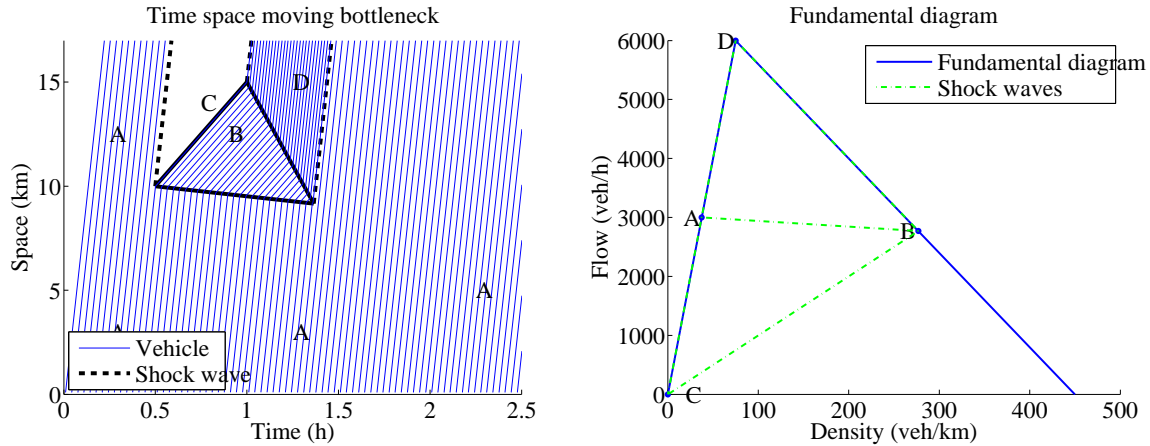 Time space moving bottleneck
15
10
5
0
Space (km)
A
C
B
D
A
A
A
Vehicle
Shock wave
0
0.5
1
1.5
2
2.5
Time (h)
Fundamental diagram
6000
5000
4000
3000
2000
1000
0
Flow (veh/h)
D
A
B
C
Fundamental diagram
Shock waves
0
100
200
300
400
500
Density (veh/km)